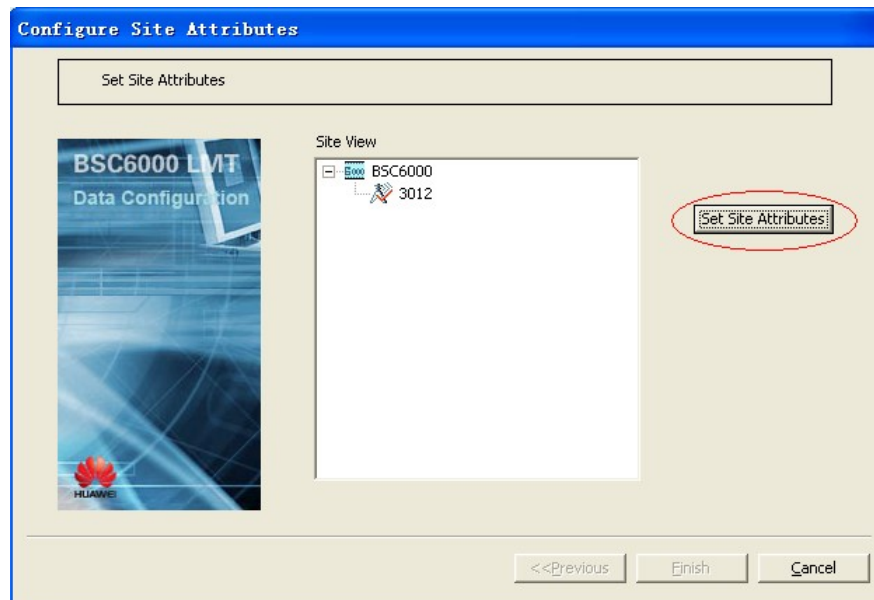 Configure Site Attributes
Set Site Attributes
BSC6000 LMT
Data Configuration
HUAWEI
Site View
BSC6000
3012
Set Site Attributes
<<Previous
Finish
Cancel